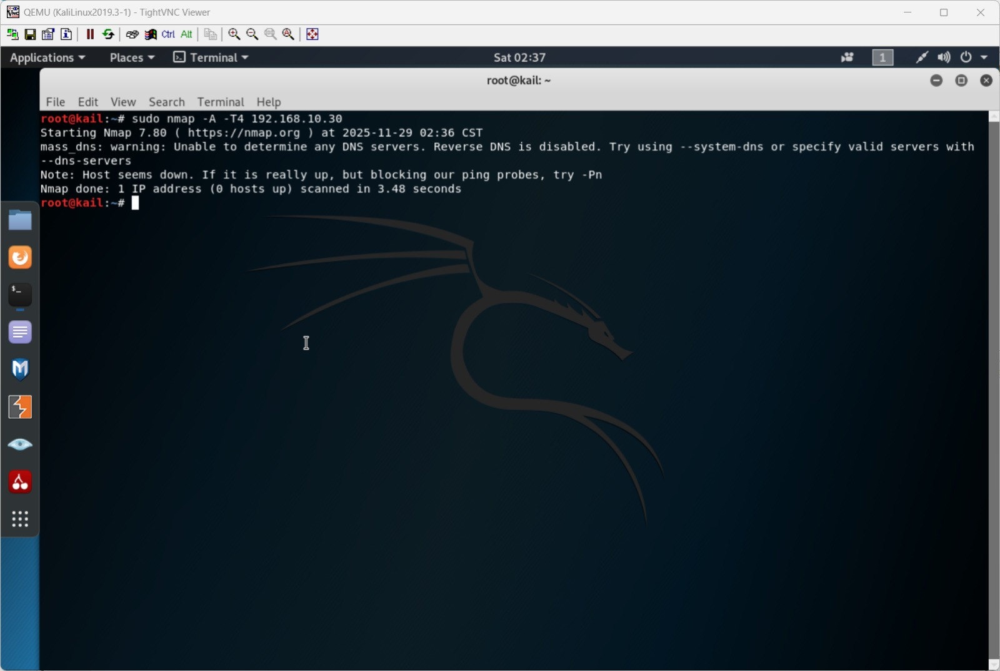 QEMU (KaliLinux2019.3-1) - TightVNC Viewer
Ctrl Alt
Applications Places Terminal Sat 02:37 1
root@kail: ~
File Edit View Search Terminal Help
root@kail:~# sudo nmap -A -T4 192.168.10.30
Starting Nmap 7.80 ( https://nmap.org ) at 2025-11-29 02:36 CST
mass_dns: warning: Unable to determine any DNS servers. Reverse DNS is disabled. Try using --system-dns or specify valid servers with
--dns-servers
Note: Host seems down. If it is really up, but blocking our ping probes, try -Pn
Nmap done: 1 IP address (0 hosts up) scanned in 3.48 seconds
root@kail:~#